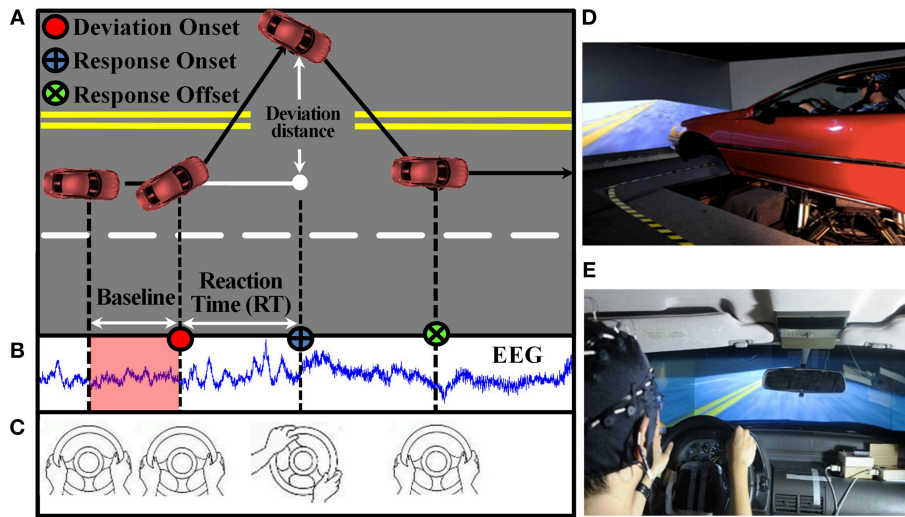 A
Deviation Onset
Response Onset
Response Offset
Deviation
distance
Baseline
Reaction
Time (RT)
B
EEG
C
D
E